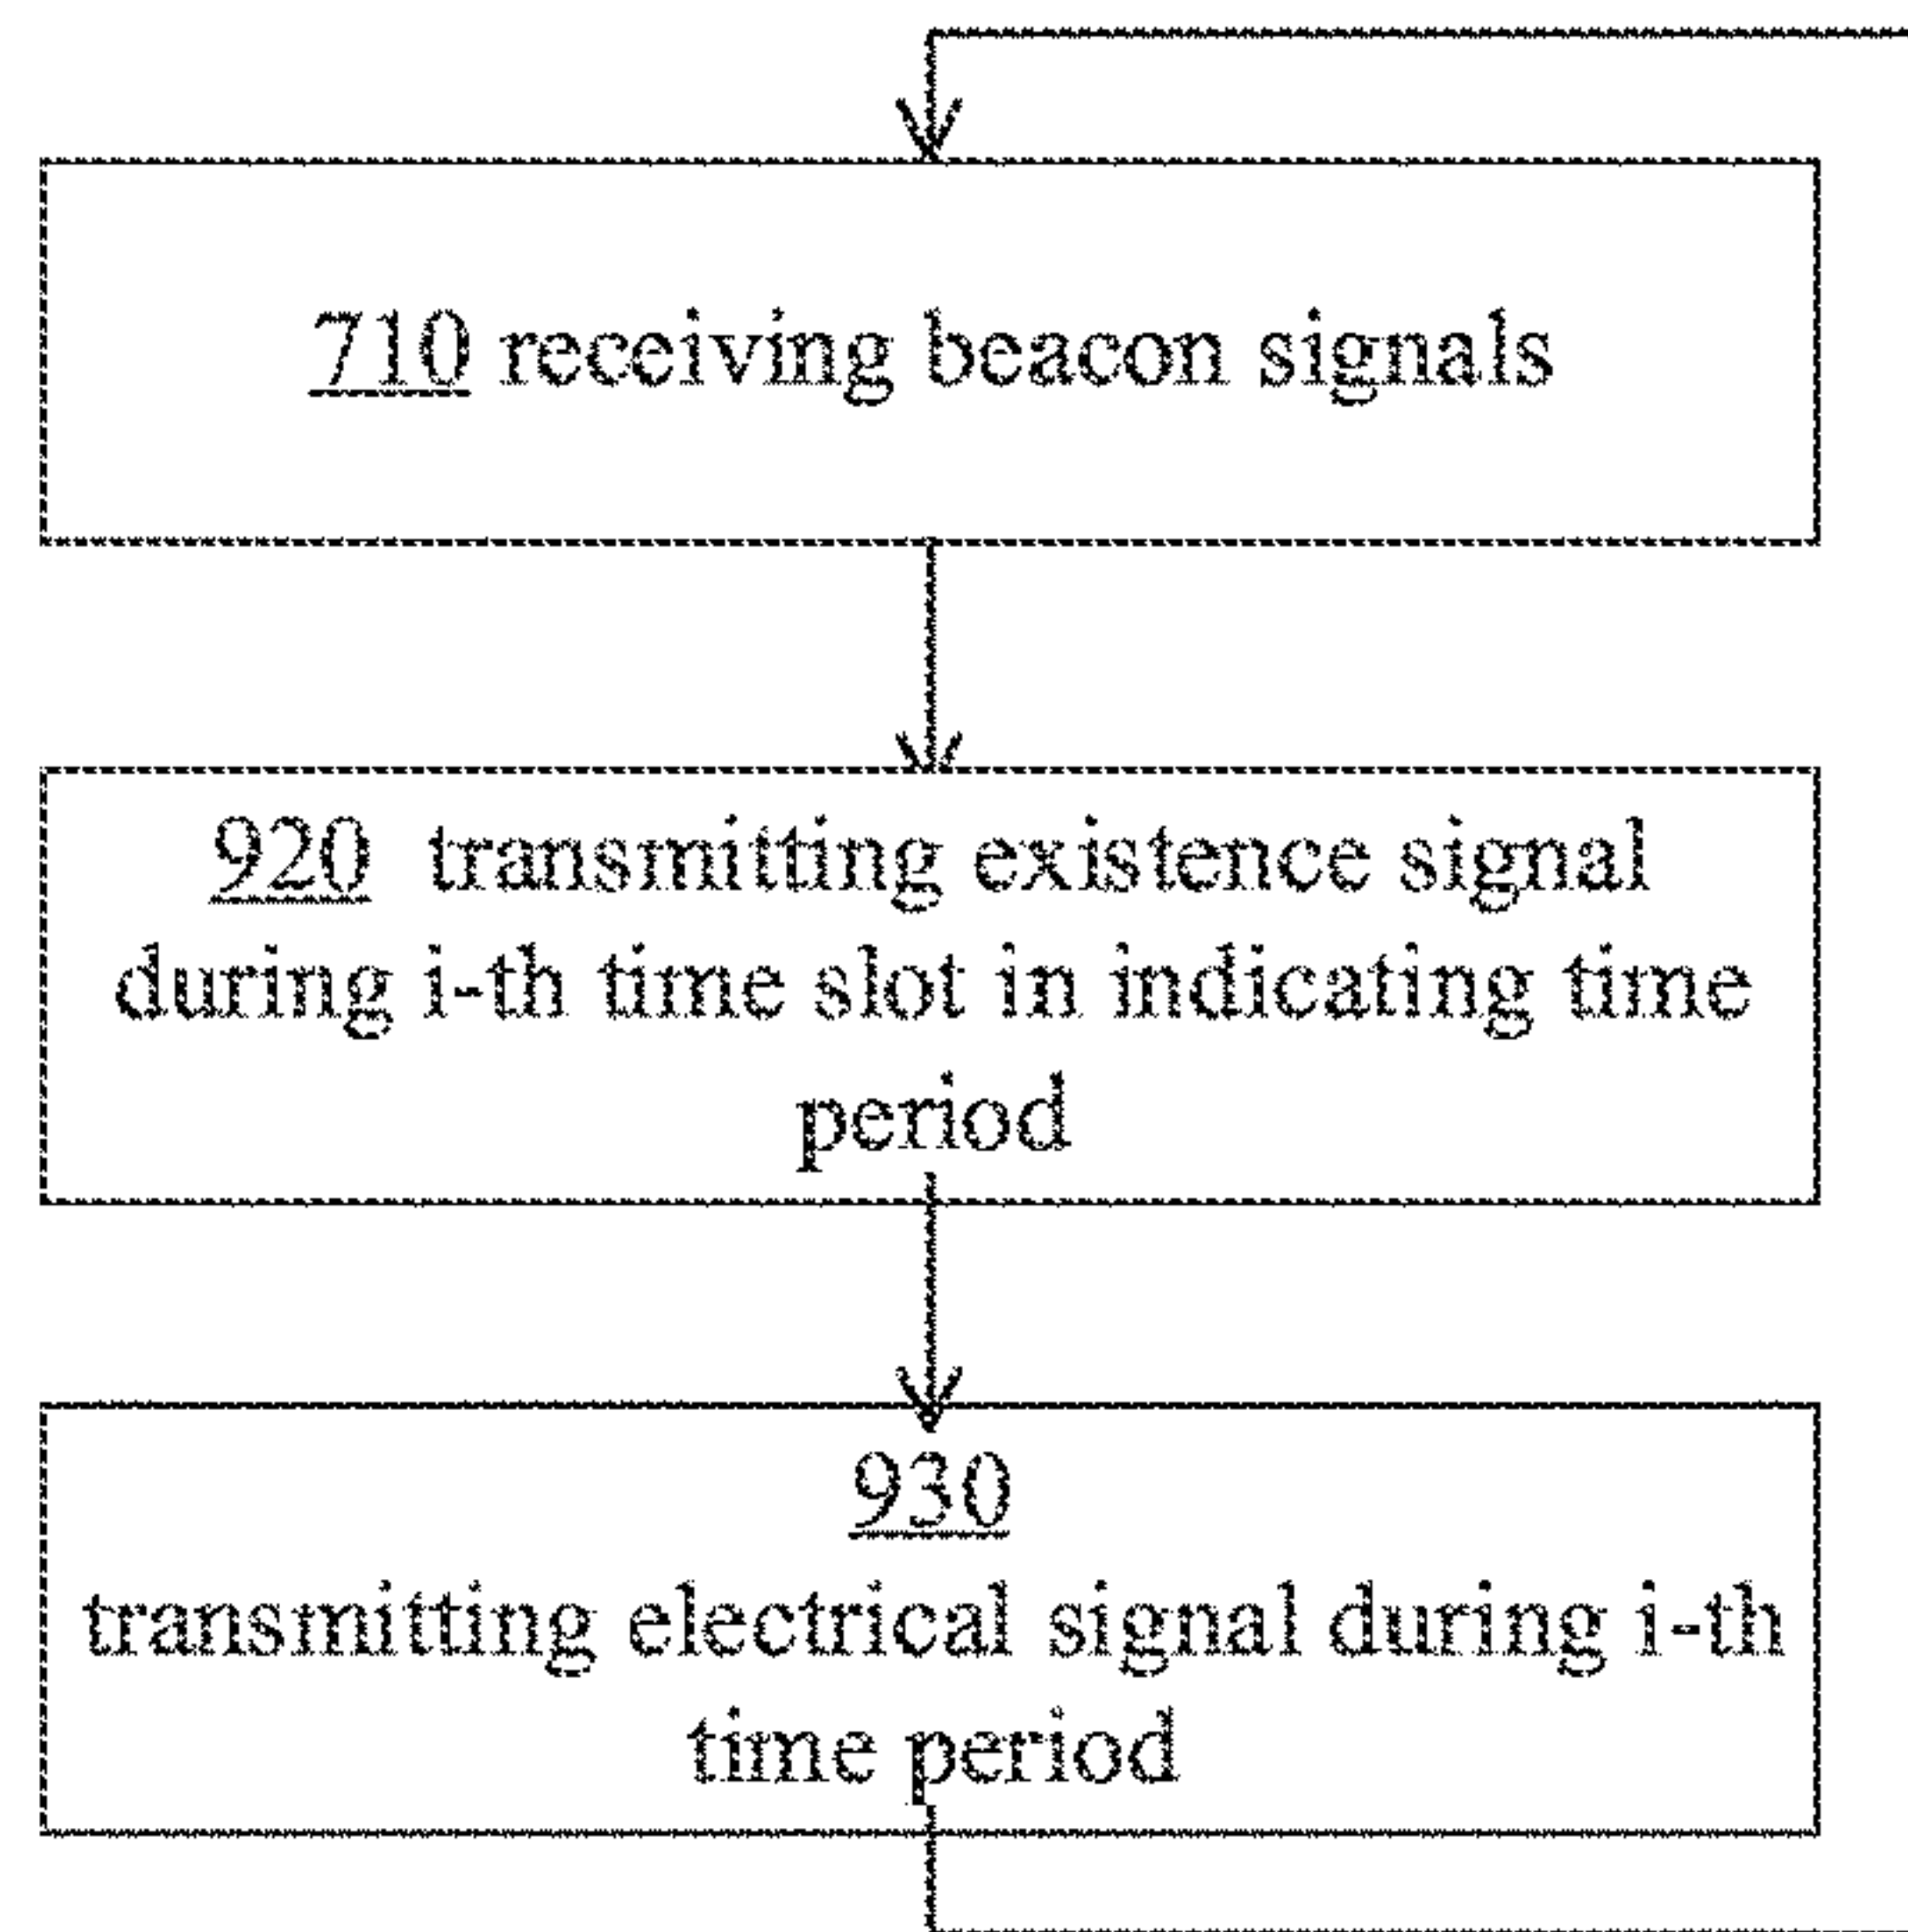 710 receiving beacon signals
920 transmitting existence signal
during i-th time slot in indicating time
period
930
transmitting electrical signal during i-th
time period